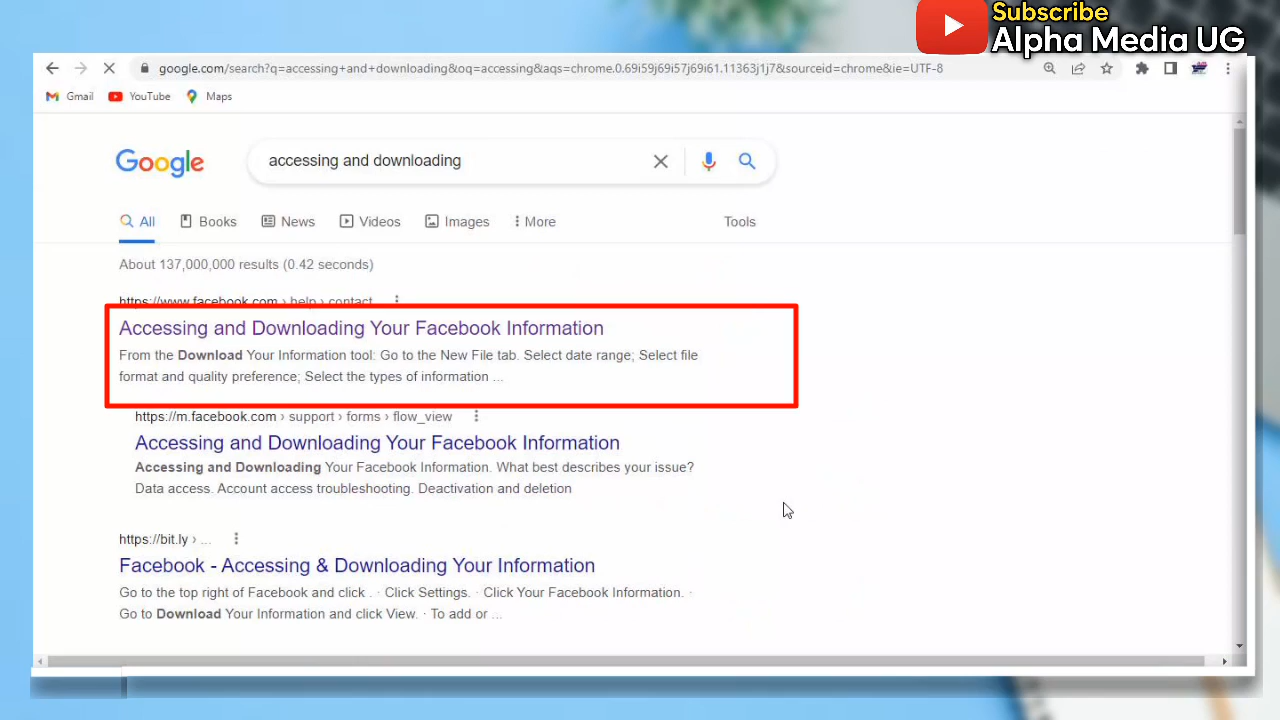 Subscribe
Alpha Media UG
google.com/search?q=accessing+and+downloading&oq=accessing&aqs=chrome.0.69i59j69i57j69i61.11363j1j7&sourceid=chrome&ie=UTF-8
Gmail YouTube Maps
Google accessing and downloading
All Books News Videos Images More Tools
About 137,000,000 results (0.42 seconds)
https://www.facebook.com › help › contact
Accessing and Downloading Your Facebook Information
From the Download Your Information tool: Go to the New File tab. Select date range; Select file
format and quality preference; Select the types of information ...
https://m.facebook.com › support › forms › flow_view
Accessing and Downloading Your Facebook Information
Accessing and Downloading Your Facebook Information. What best describes your issue?
Data access. Account access troubleshooting. Deactivation and deletion
https://bit.ly › ...
Facebook - Accessing & Downloading Your Information
Go to the top right of Facebook and click . · Click Settings. · Click Your Facebook Information. ·
Go to Download Your Information and click View. · To add or ...